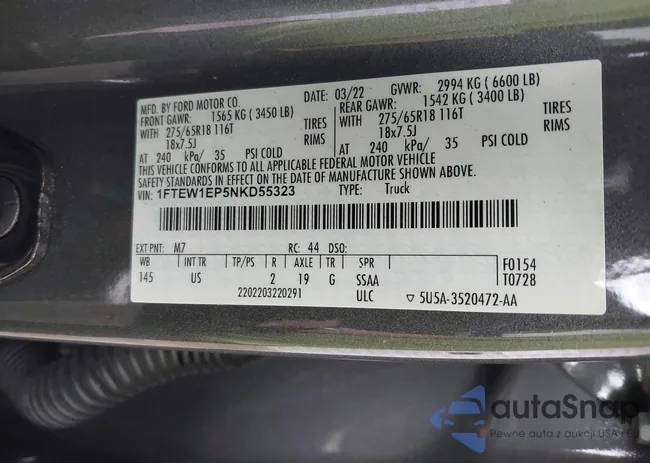 MFD. BY FORD MOTOR CO.
DATE: 03/22 GVWR: 2994 KG (6600 LB)
FRONT GAWR: 1565 KG (3450 LB) REAR GAWR: 1542 KG (3400 LB)
WITH 275/65R18 116T TIRES WITH 275/65R18 116T TIRES
18x7.5J RIMS 18x7.5J RIMS
AT 240 kPa/ 35 PSI COLD AT 240 kPa/ 35 PSI COLD
THIS VEHICLE CONFORMS TO ALL APPLICABLE FEDERAL MOTOR VEHICLE
SAFETY STANDARDS IN EFFECT ON THE DATE OF MANUFACTURE SHOWN ABOVE.
VIN: 1FTEW1EP5NKD55323 TYPE: Truck
EXT PNT: M7 RC: 44 DSO:
WB INT TR TP/PS R AXLE TR SPR F0154
145 US 2 19 G SSAA T0728
2202203220291 ULC ▽ 5U5A-3520472-AA
autoSnap
Pewne auta z aukcji USA i